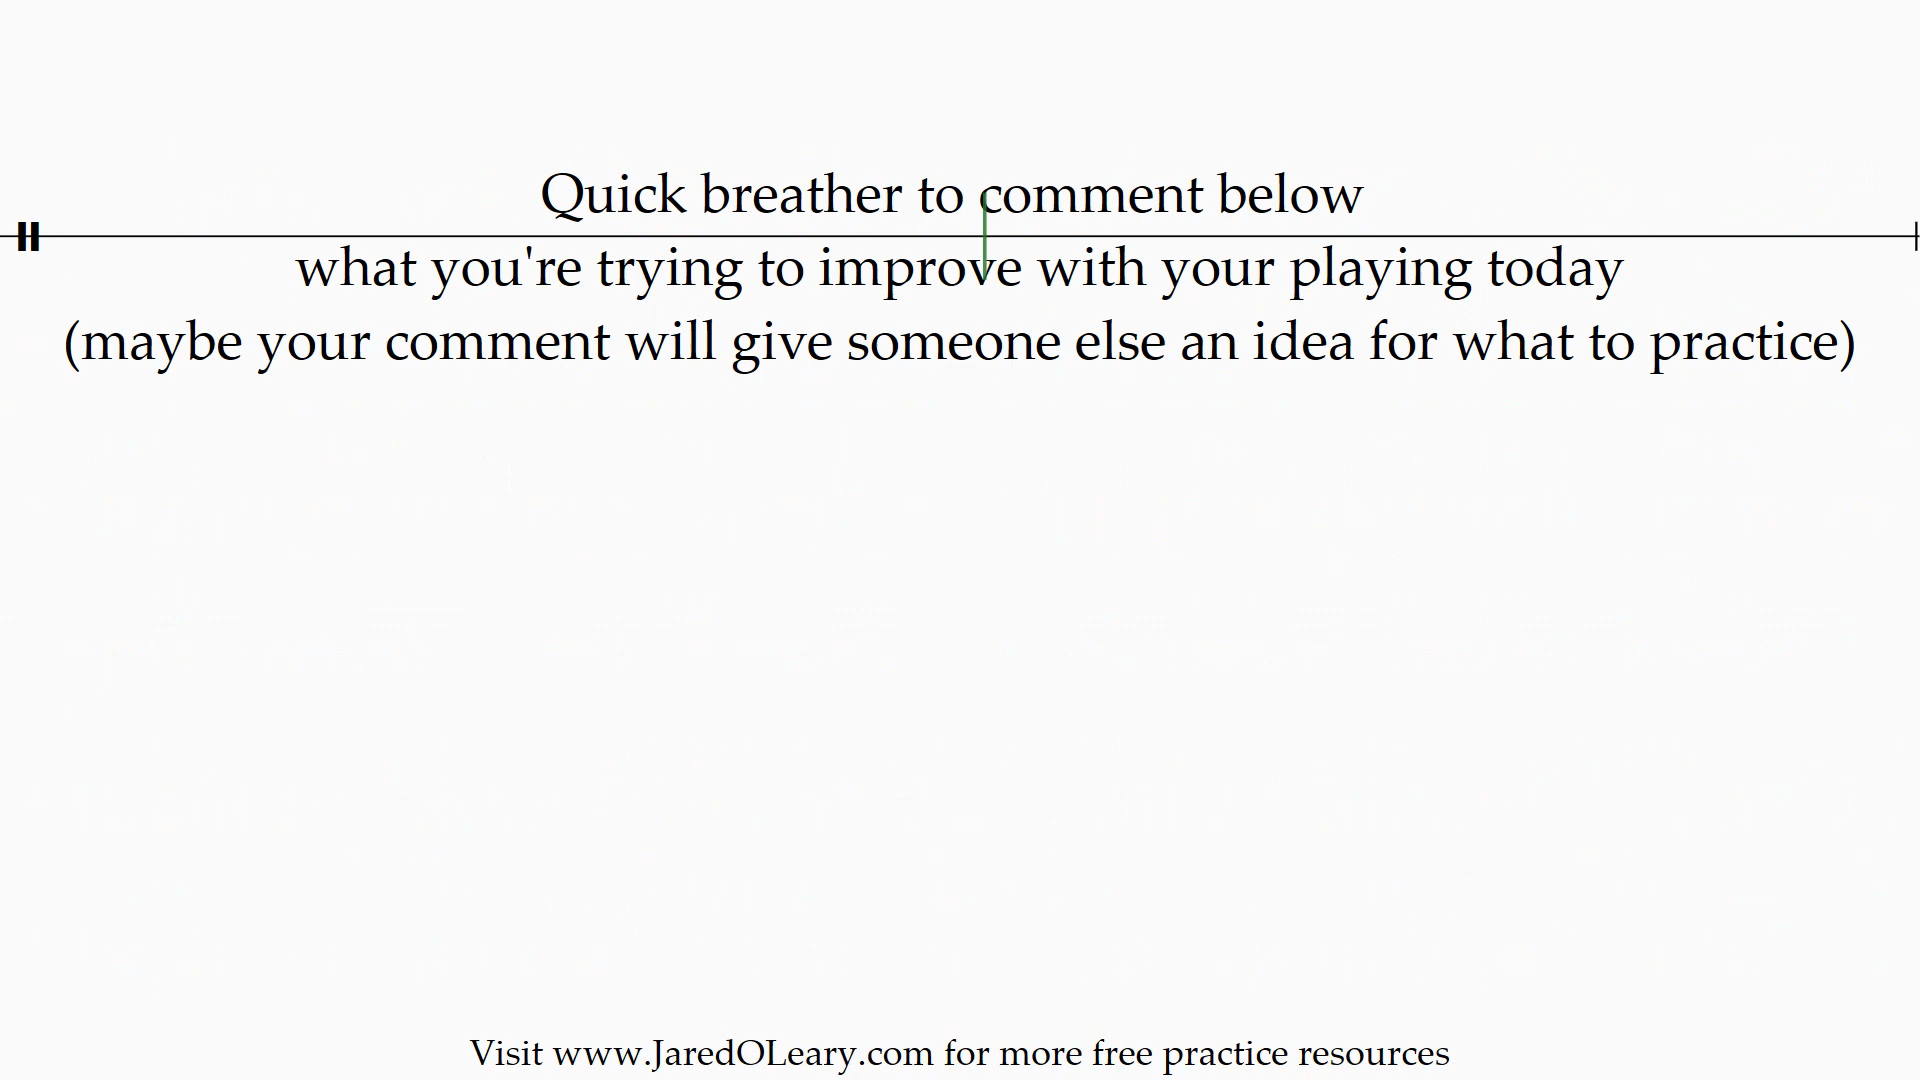 Quick breather to comment below
what you're trying to improve with your playing today
(maybe your comment will give someone else an idea for what to practice)
Visit www.JaredOLeary.com for more free practice resources